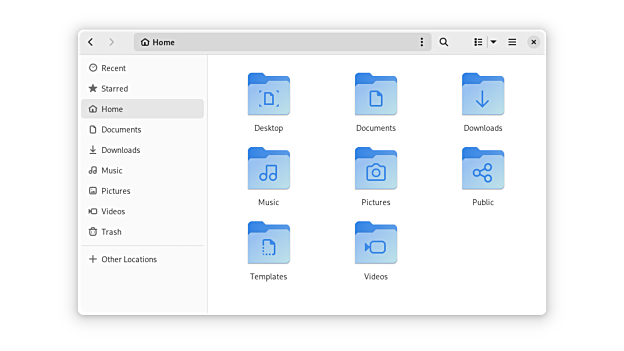 Home
Recent
Starred
Home
Documents
Downloads
Music
Pictures
Videos
Trash
Other Locations
Desktop Documents Downloads
Music Pictures Public
Templates Videos